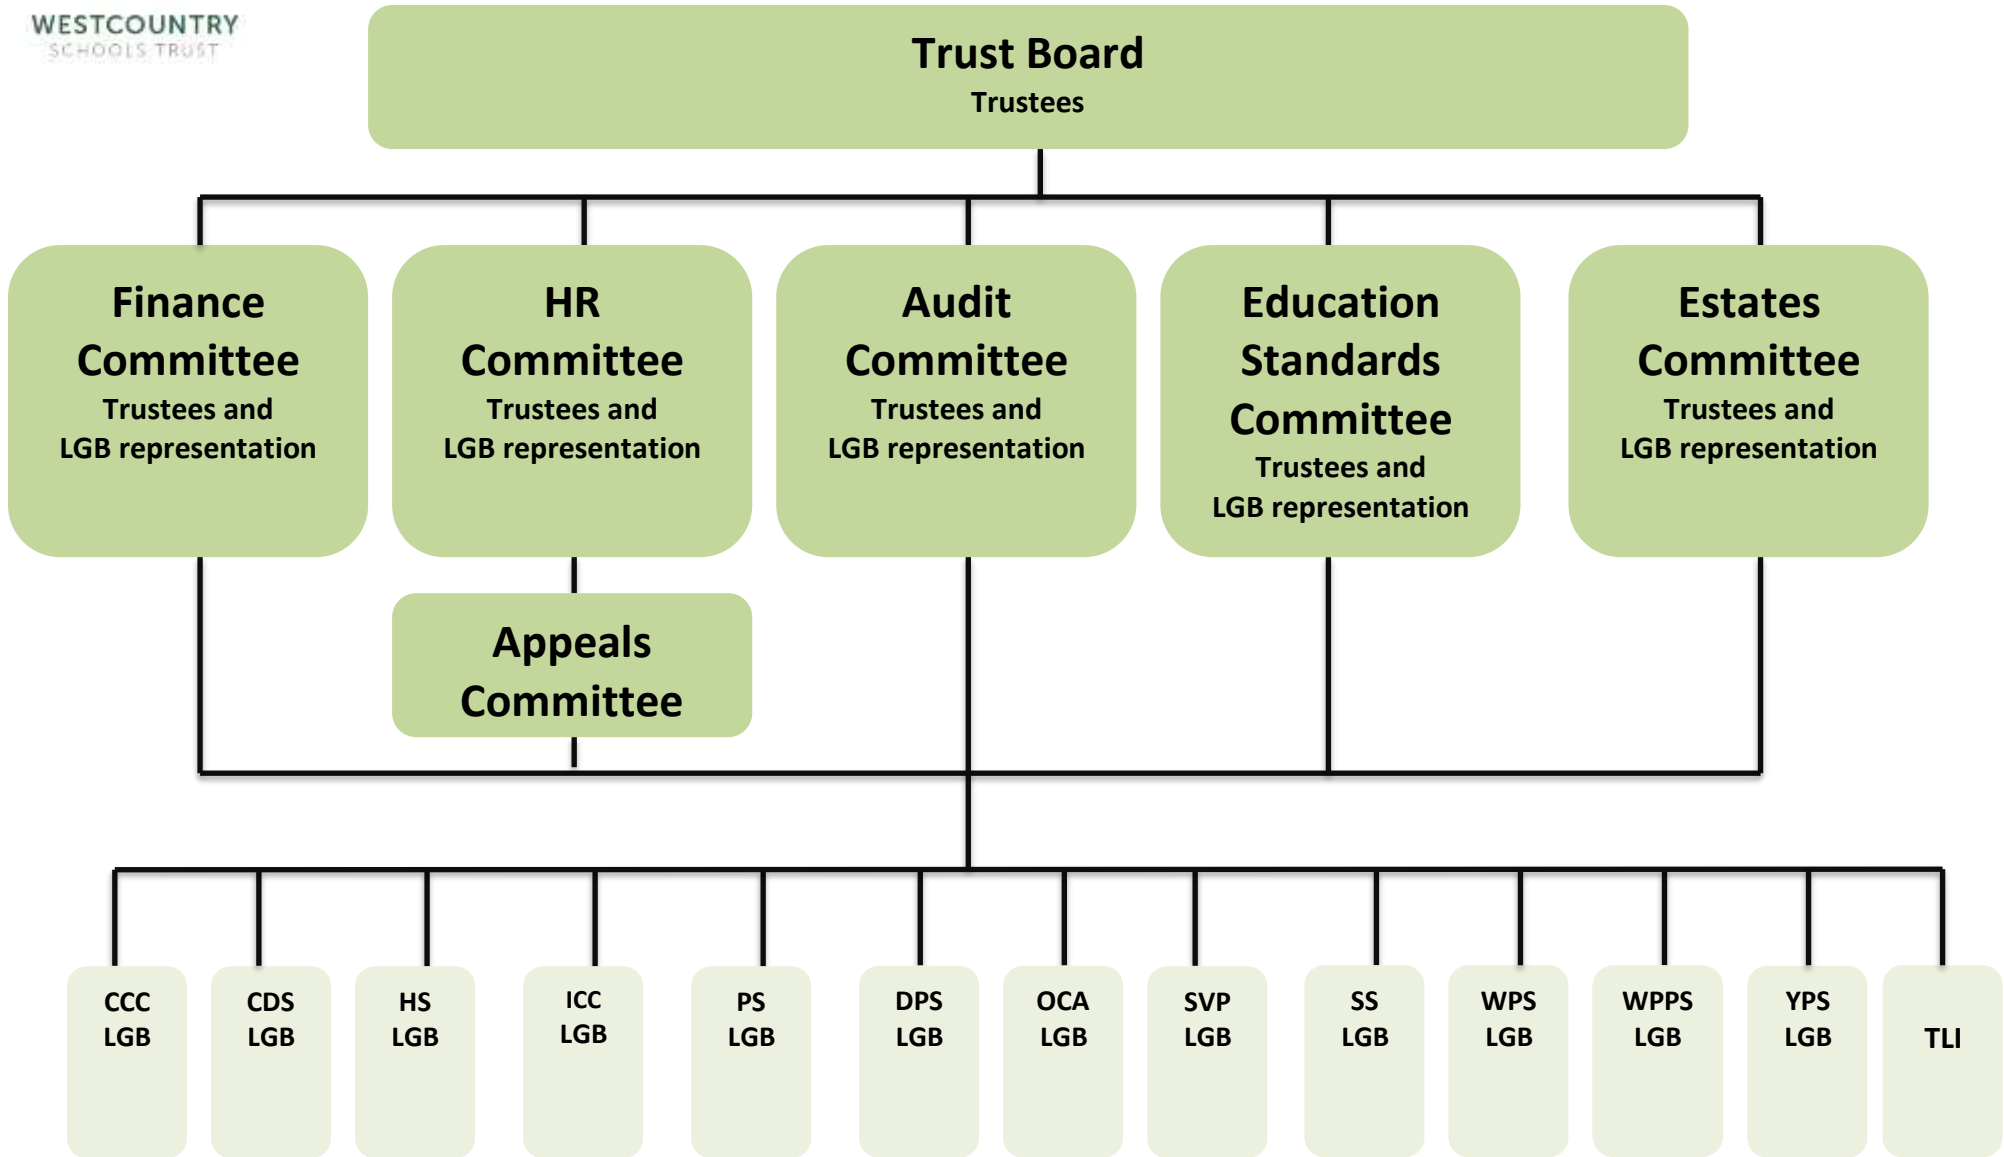 WESTCOUNTRY
SCHOOLS TRUST
Trust Board
Trustees
Finance
Committee
Trustees and
LGB representation
HR
Committee
Trustees and
LGB representation
Audit
Committee
Trustees and
LGB representation
Education
Standards
Committee
Trustees and
LGB representation
Estates
Committee
Trustees and
LGB representation
Appeals
Committee
CCC
LGB
CDS
LGB
HS
LGB
ICC
LGB
PS
LGB
DPS
LGB
OCA
LGB
SVP
LGB
SS
LGB
WPS
LGB
WPPS
LGB
YPS
LGB
TLI